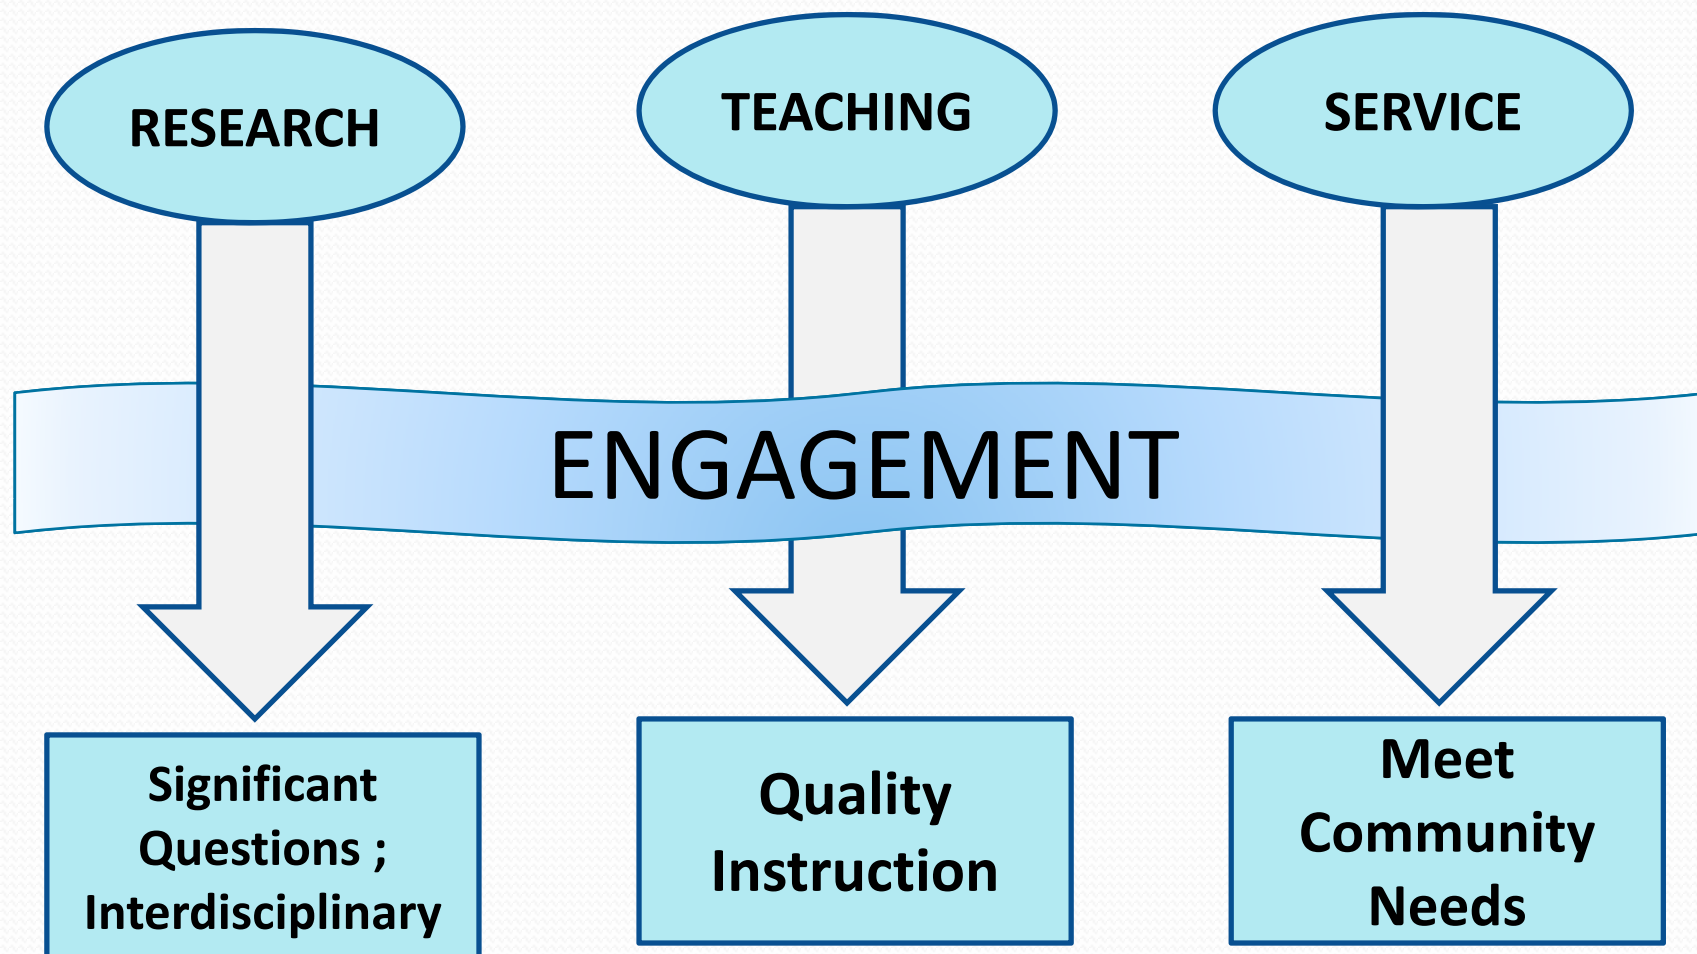 RESEARCH
TEACHING
SERVICE
ENGAGEMENT
Significant
Questions ;
Interdisciplinary
Quality
Instruction
Meet
Community
Needs